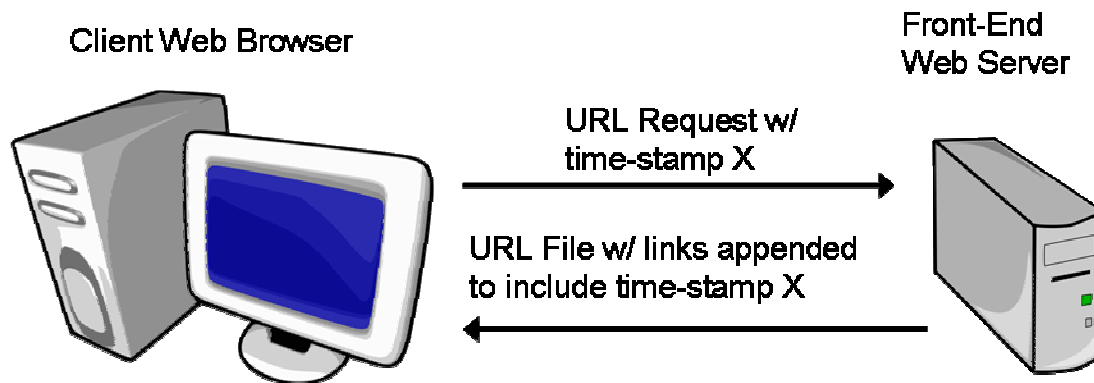 Client Web Browser
Front-End
Web Server
URL Request w/
time-stamp X
URL File w/ links appended
to include time-stamp X